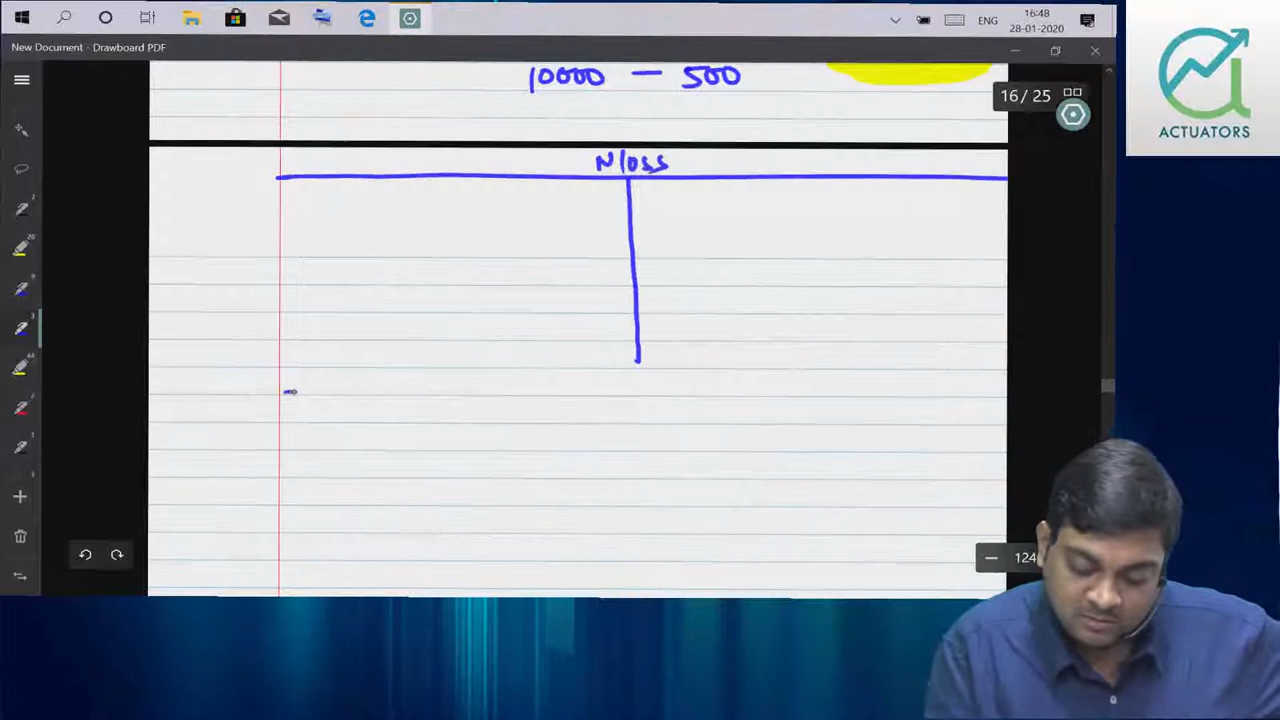 16:48
ENG
28-01-2020
New Document - Drawboard PDF
10000 - 500
16 / 25
ACTUATORS
N/loss
124